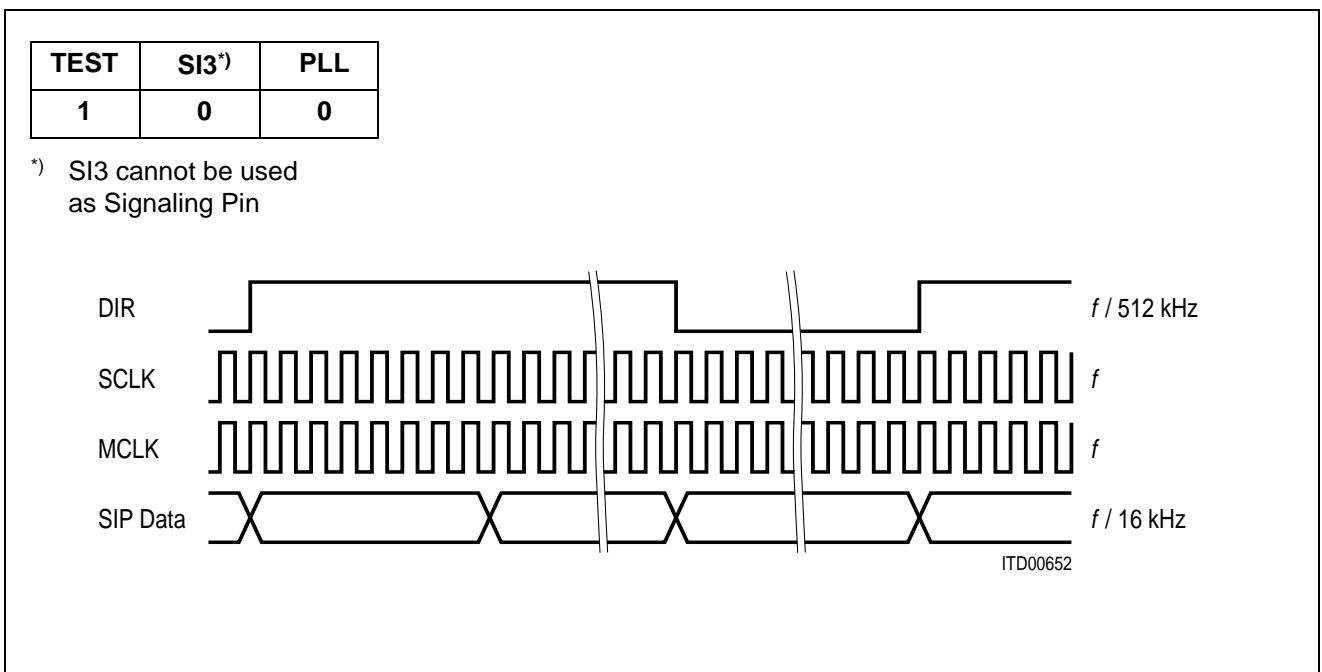 TEST SI3*) PLL
1 0 0
*) SI3 cannot be used
as Signaling Pin
DIR f / 512 kHz
SCLK f
MCLK f
SIP Data f / 16 kHz
ITD00652